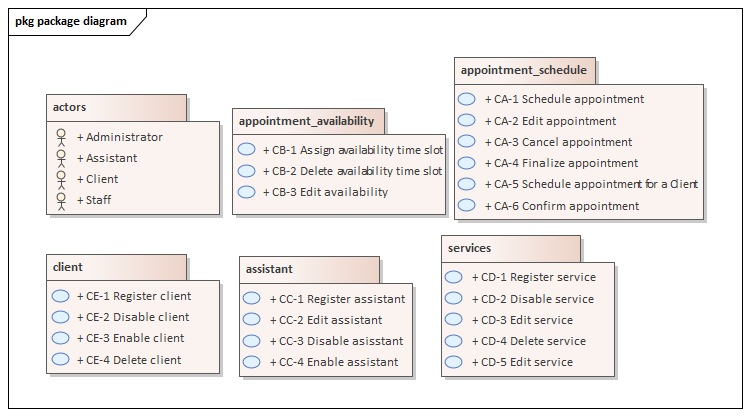 pkg package diagram
actors
+ Administrator
+ Assistant
+ Client
+ Staff
appointment_availability
+ CB-1 Assign availability time slot
+ CB-2 Delete availability time slot
+ CB-3 Edit availability
appointment_schedule
+ CA-1 Schedule appointment
+ CA-2 Edit appointment
+ CA-3 Cancel appointment
+ CA-4 Finalize appointment
+ CA-5 Schedule appointment for a Client
+ CA-6 Confirm appointment
client
+ CE-1 Register client
+ CE-2 Disable client
+ CE-3 Enable client
+ CE-4 Delete client
assistant
+ CC-1 Register assistant
+ CC-2 Edit assistant
+ CC-3 Disable asisstant
+ CC-4 Enable assistant
services
+ CD-1 Register service
+ CD-2 Disable service
+ CD-3 Edit service
+ CD-4 Delete service
+ CD-5 Edit service